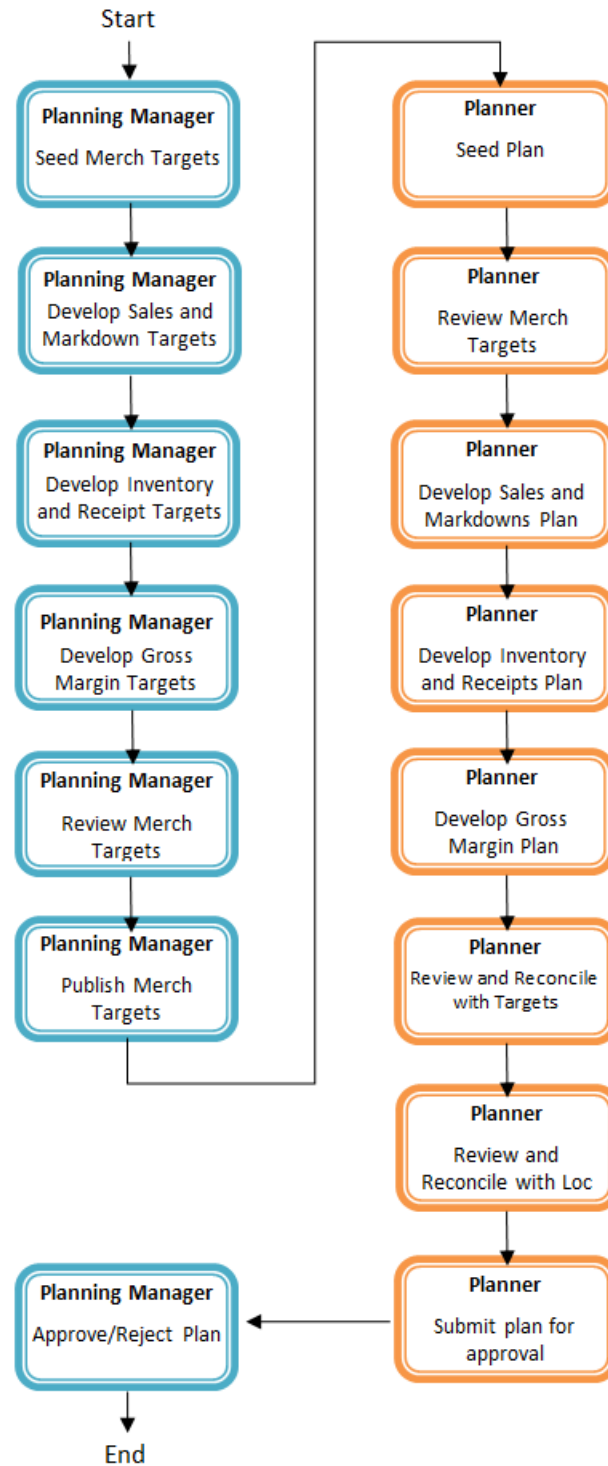 Start
Planning Manager
Seed Merch Targets
Planning Manager
Develop Sales and
Markdown Targets
Planning Manager
Develop Inventory
and Receipt Targets
Planning Manager
Develop Gross
Margin Targets
Planning Manager
Review Merch
Targets
Planning Manager
Publish Merch
Targets
Planner
Seed Plan
Planner
Review Merch
Targets
Planner
Develop Sales and
Markdowns Plan
Planner
Develop Inventory
and Receipts Plan
Planner
Develop Gross
Margin Plan
Planner
Review and Reconcile
with Targets
Planner
Review and
Reconcile with Loc
Planner
Submit plan for
approval
Planning Manager
Approve/Reject Plan
End